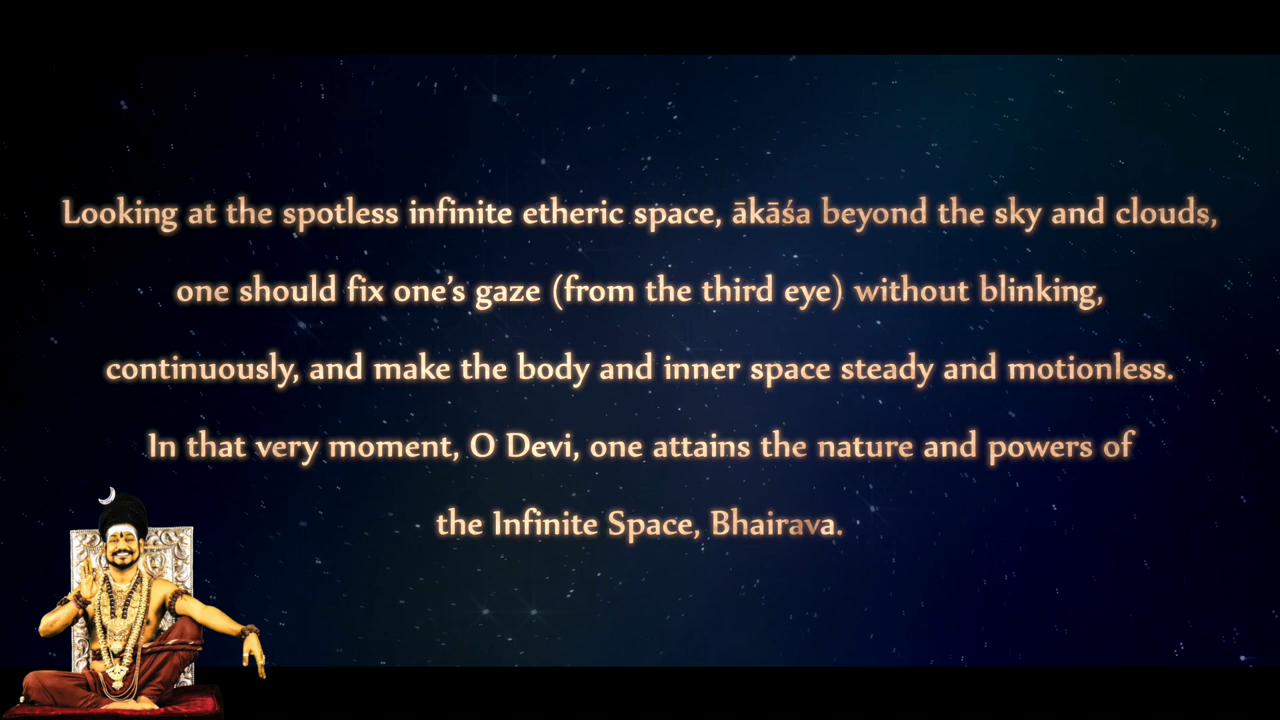 Looking at the spotless infinite etheric space, ākāśa beyond the sky and clouds,
one should fix one’s gaze (from the third eye) without blinking,
continuously, and make the body and inner space steady and motionless.
In that very moment, O Devi, one attains the nature and powers of
the Infinite Space, Bhairava.